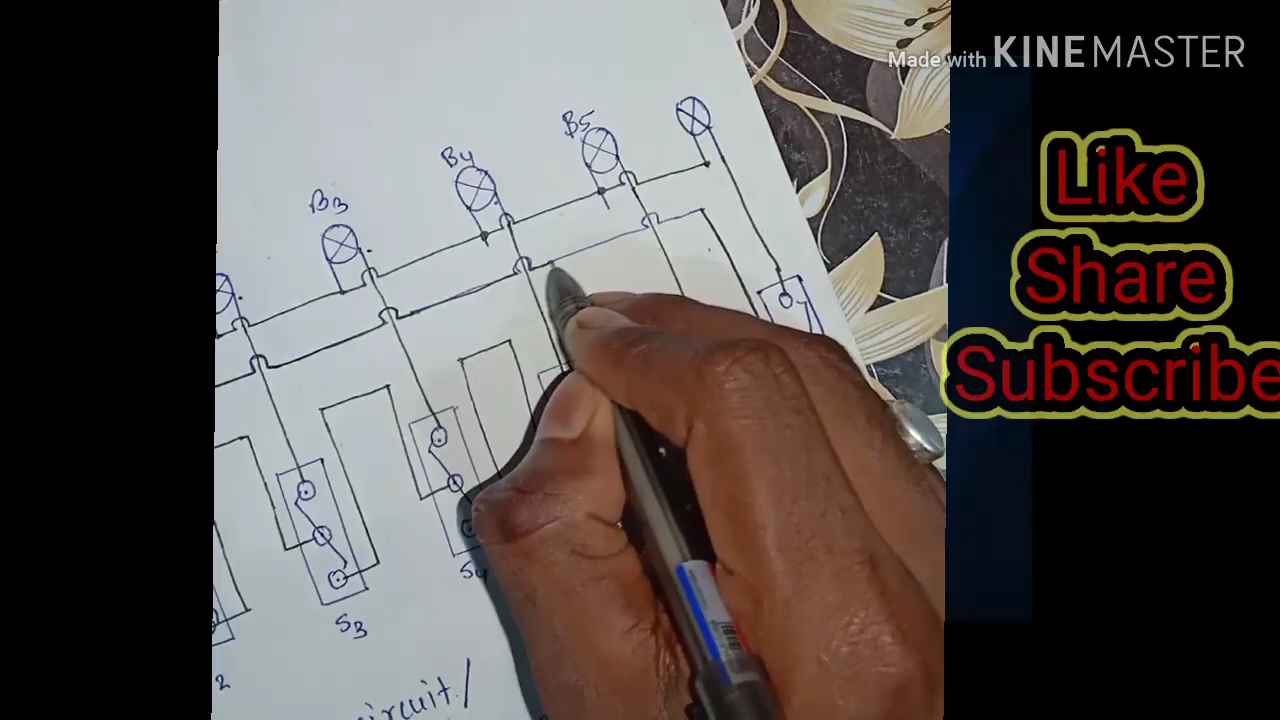 Made with KINEMASTER
Like
Share
Subscribe
B5
B4
B3
S4
S3
2
circuit/